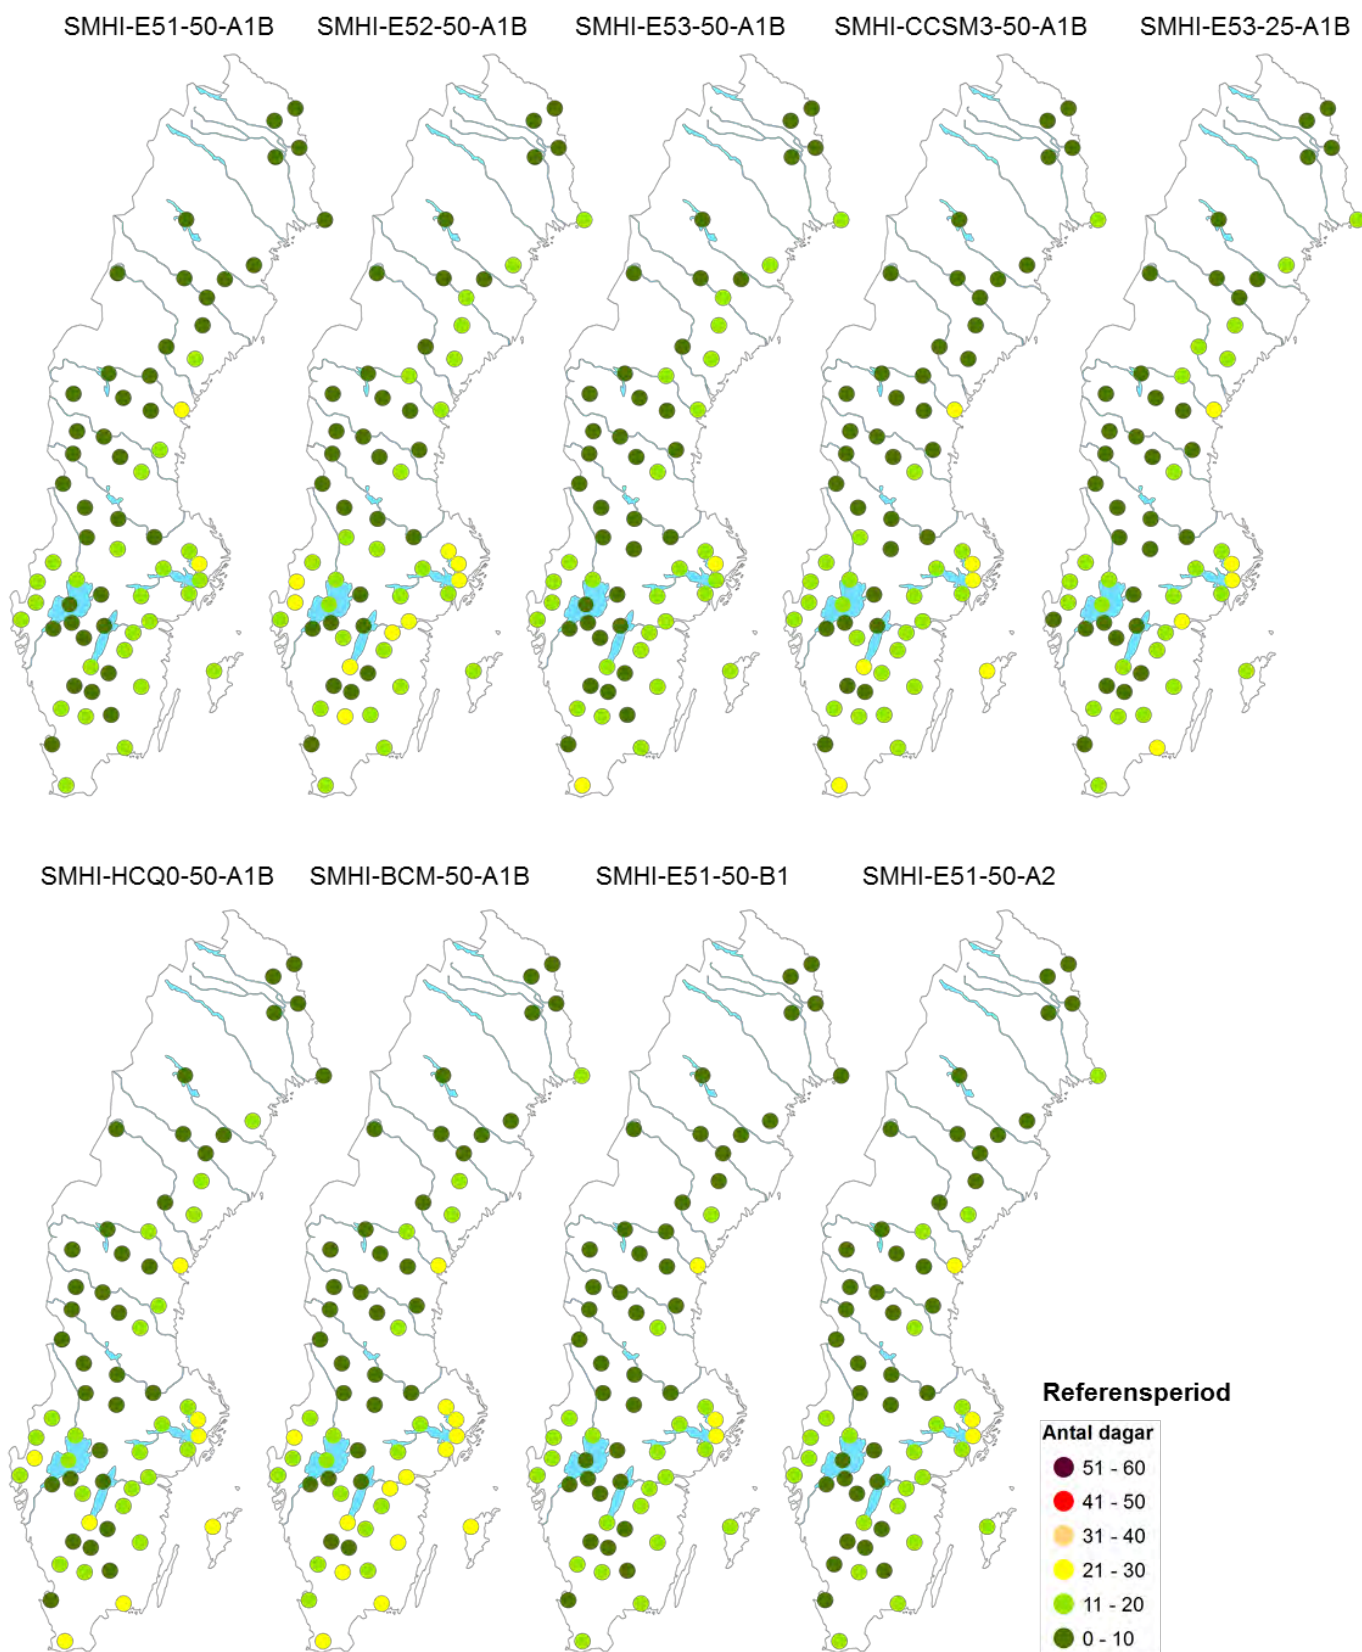 SMHI-E51-50-A1B SMHI-E52-50-A1B SMHI-E53-50-A1B SMHI-CCSM3-50-A1B SMHI-E53-25-A1B
SMHI-HCQ0-50-A1B SMHI-BCM-50-A1B SMHI-E51-50-B1 SMHI-E51-50-A2
Referensperiod
Antal dagar
51 - 60
41 - 50
31 - 40
21 - 30
11 - 20
0 - 10